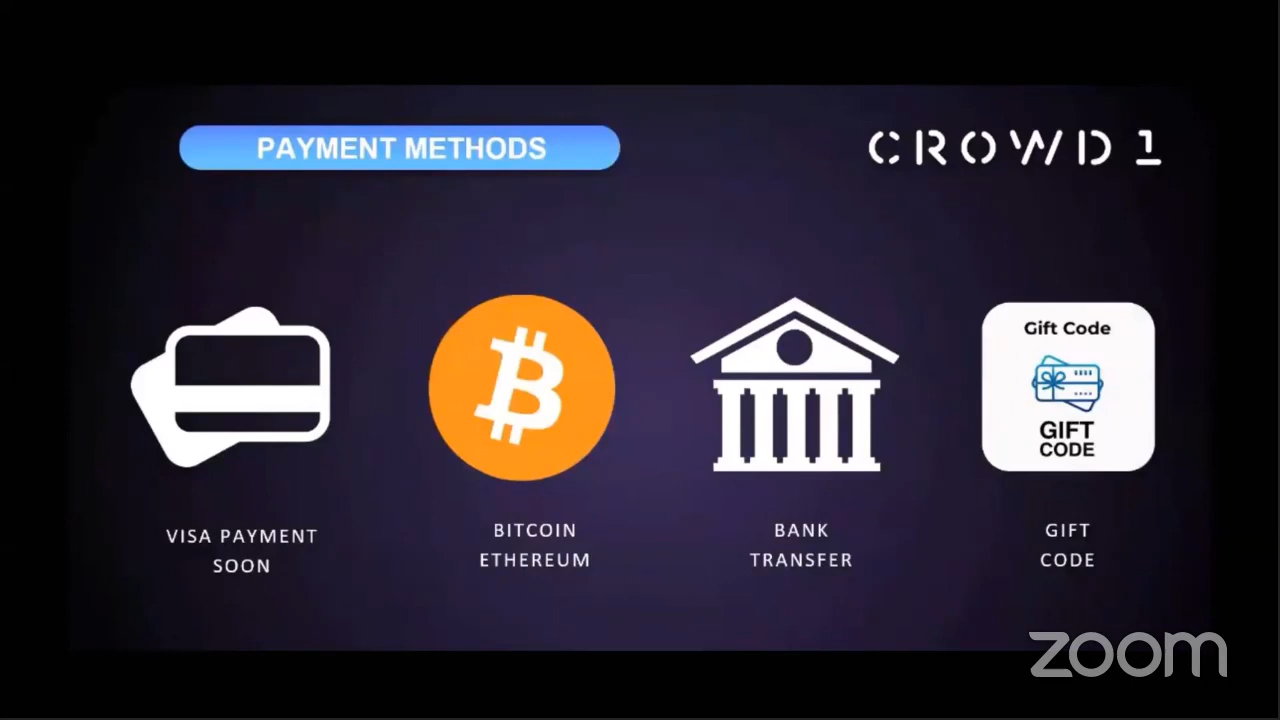 PAYMENT METHODS
CROWD 1
Gift Code
GIFT
CODE
VISA PAYMENT
SOON
BITCOIN
ETHEREUM
BANK
TRANSFER
GIFT
CODE
zoom